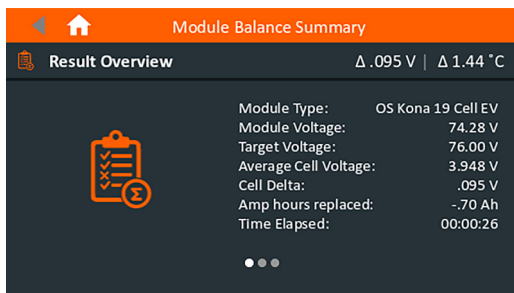 Module Balance Summary
Result Overview Δ .095 V | Δ 1.44 °C
Module Type: OS Kona 19 Cell EV
Module Voltage: 74.28 V
Target Voltage: 76.00 V
Average Cell Voltage: 3.948 V
Cell Delta: .095 V
Amp hours replaced: -.70 Ah
Time Elapsed: 00:00:26